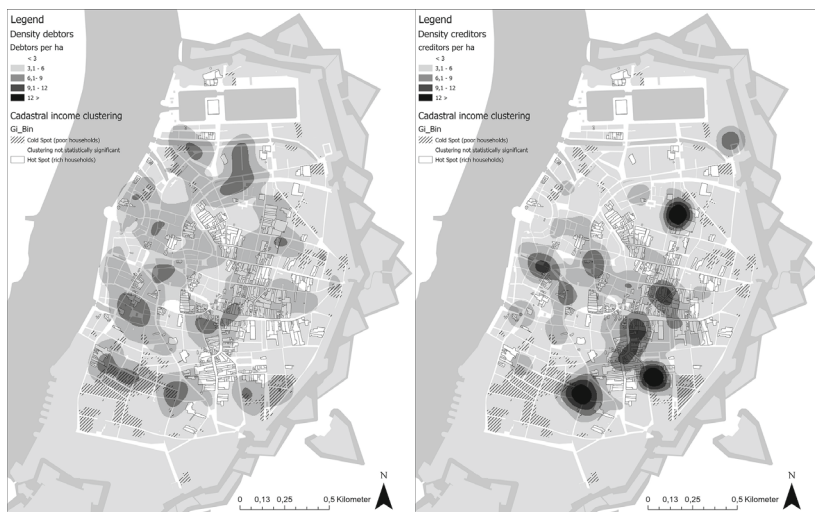 Legend
Density debtors
Debtors per ha
< 3
3,1 - 6
6,1- 9
9,1 - 12
12 >
Cadastral income clustering
Gi_Bin
Cold Spot (poor households)
Clustering not statistically significant
Hot Spot (rich households)
N
0 0,13 0,25 0,5 Kilometer
Legend
Density creditors
creditors per ha
< 3
3,1 - 6
6,1- 9
9,1 - 12
12 >
Cadastral income clustering
Gi_Bin
Cold Spot (poor households)
Clustering not statistically significant
Hot Spot (rich households)
N
0 0,13 0,25 0,5 Kilometer